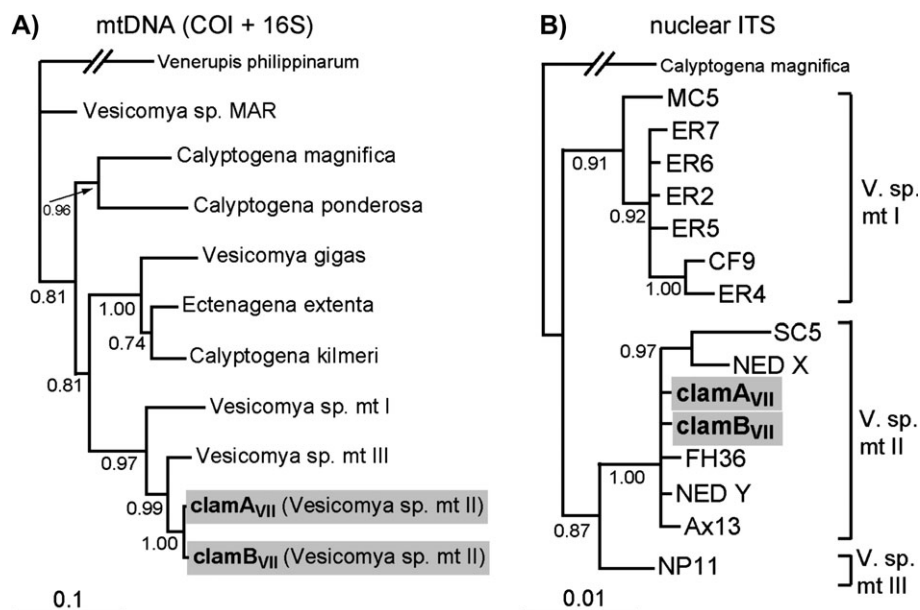 A) mtDNA (COI + 16S)
Venerupis philippinarum
Vesicomya sp. MAR
Calyptogena magnifica
0.96
Calyptogena ponderosa
Vesicomya gigas
0.81
1.00
Ectenagena extenta
0.74
Calyptogena kilmeri
0.81
Vesicomya sp. mt I
0.97
Vesicomya sp. mt III
0.99
clamAVII (Vesicomya sp. mt II)
1.00
clamBVII (Vesicomya sp. mt II)
0.1
B) nuclear ITS
Calyptogena magnifica
MC5
ER7
0.91
ER6
ER2
0.92
ER5
CF9
1.00
ER4
V. sp.
mt I
SC5
0.97
NED X
clamAVII
clamBVII
FH36
1.00
NED Y
Ax13
V. sp.
mt II
0.87
NP11
V. sp.
mt III
0.01